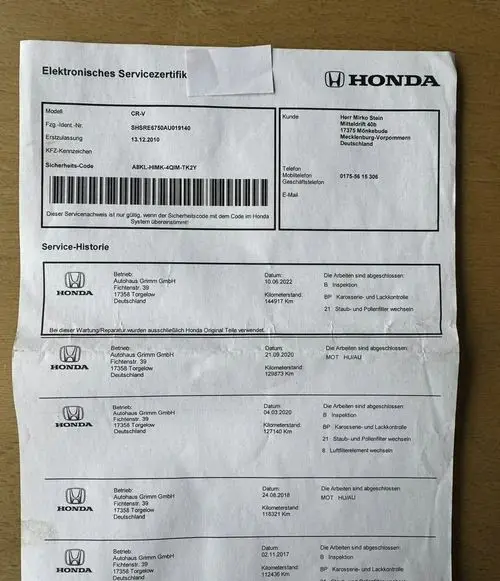 Elektronisches Servicezertifik
HONDA
Modell CR-V
Fzg.-Ident.-Nr. SHSRE6750AU019140
Erstzulassung 13.12.2010
KFZ-Kennzeichen
Sicherheits-Code A8KL-HIMK-4QIM-TK2Y
Dieser Servicenachweis ist nur gültig, wenn der Sicherheitscode mit dem Code im Honda
System übereinstimmt!
Kunde Herr Mirko Stein
Mitteldrift 40b
17375 Mönkebude
Mecklenburg-Vorpommern
Deutschland
Telefon
Mobiltelefon 0175-56 15 306
Geschäftstelefon
E-Mail
Service-Historie
HONDA
Betrieb:
Autohaus Grimm GmbH
Fichtenstr. 39
17358 Torgelow
Deutschland
Datum:
10.06.2022
Kilometerstand:
144917 Km
Die Arbeiten sind abgeschlossen:
B Inspektion
BP Karosserie- und Lackkontrolle
21 Staub- und Pollenfilter wechseln
Bei dieser Wartung/Reparatur wurden ausschließlich Honda Original Teile verwendet.
HONDA
Betrieb:
Autohaus Grimm GmbH
Fichtenstr. 39
17358 Torgelow
Deutschland
Datum:
21.09.2020
Kilometerstand:
129873 Km
Die Arbeiten sind abgeschlossen:
MOT HU/AU
HONDA
Betrieb:
Autohaus Grimm GmbH
Fichtenstr. 39
17358 Torgelow
Deutschland
Datum:
04.03.2020
Kilometerstand:
127140 Km
Die Arbeiten sind abgeschlossen:
B Inspektion
BP Karosserie- und Lackkontrolle
21 Staub- und Pollenfilter wechseln
8 Luftfilterelement wechseln
HONDA
Betrieb:
Autohaus Grimm GmbH
Fichtenstr. 39
17358 Torgelow
Deutschland
Datum:
24.08.2018
Kilometerstand:
118321 Km
Die Arbeiten sind abgeschlossen:
MOT HU/AU
HONDA
Betrieb:
Autohaus Grimm GmbH
Fichtenstr. 39
17358 Torgelow
Deutschland
Datum:
02.11.2017
Kilometerstand:
112436 Km
Die Arbeiten sind abgeschlossen:
B Inspektion
BP Karosserie- und Lackkontrolle